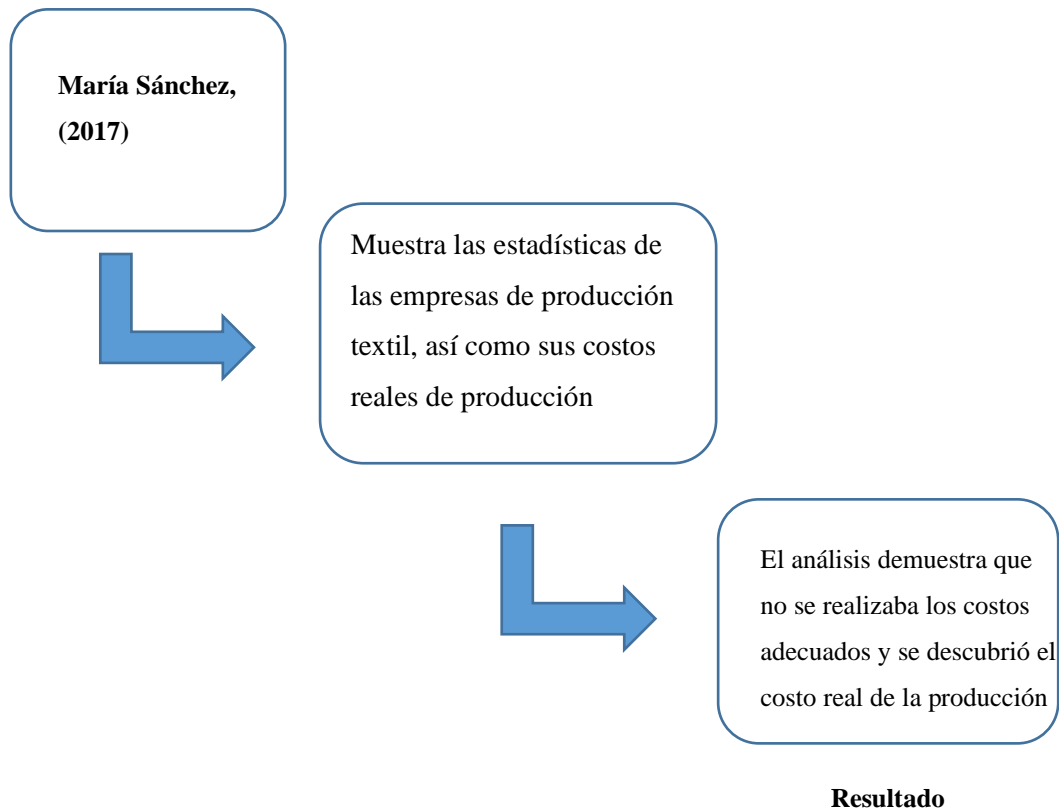 María Sánchez,
(2017)
Muestra las estadísticas de
las empresas de producción
textil, así como sus costos
reales de producción
El análisis demuestra que
no se realizaba los costos
adecuados y se descubrió el
costo real de la producción
Resultado